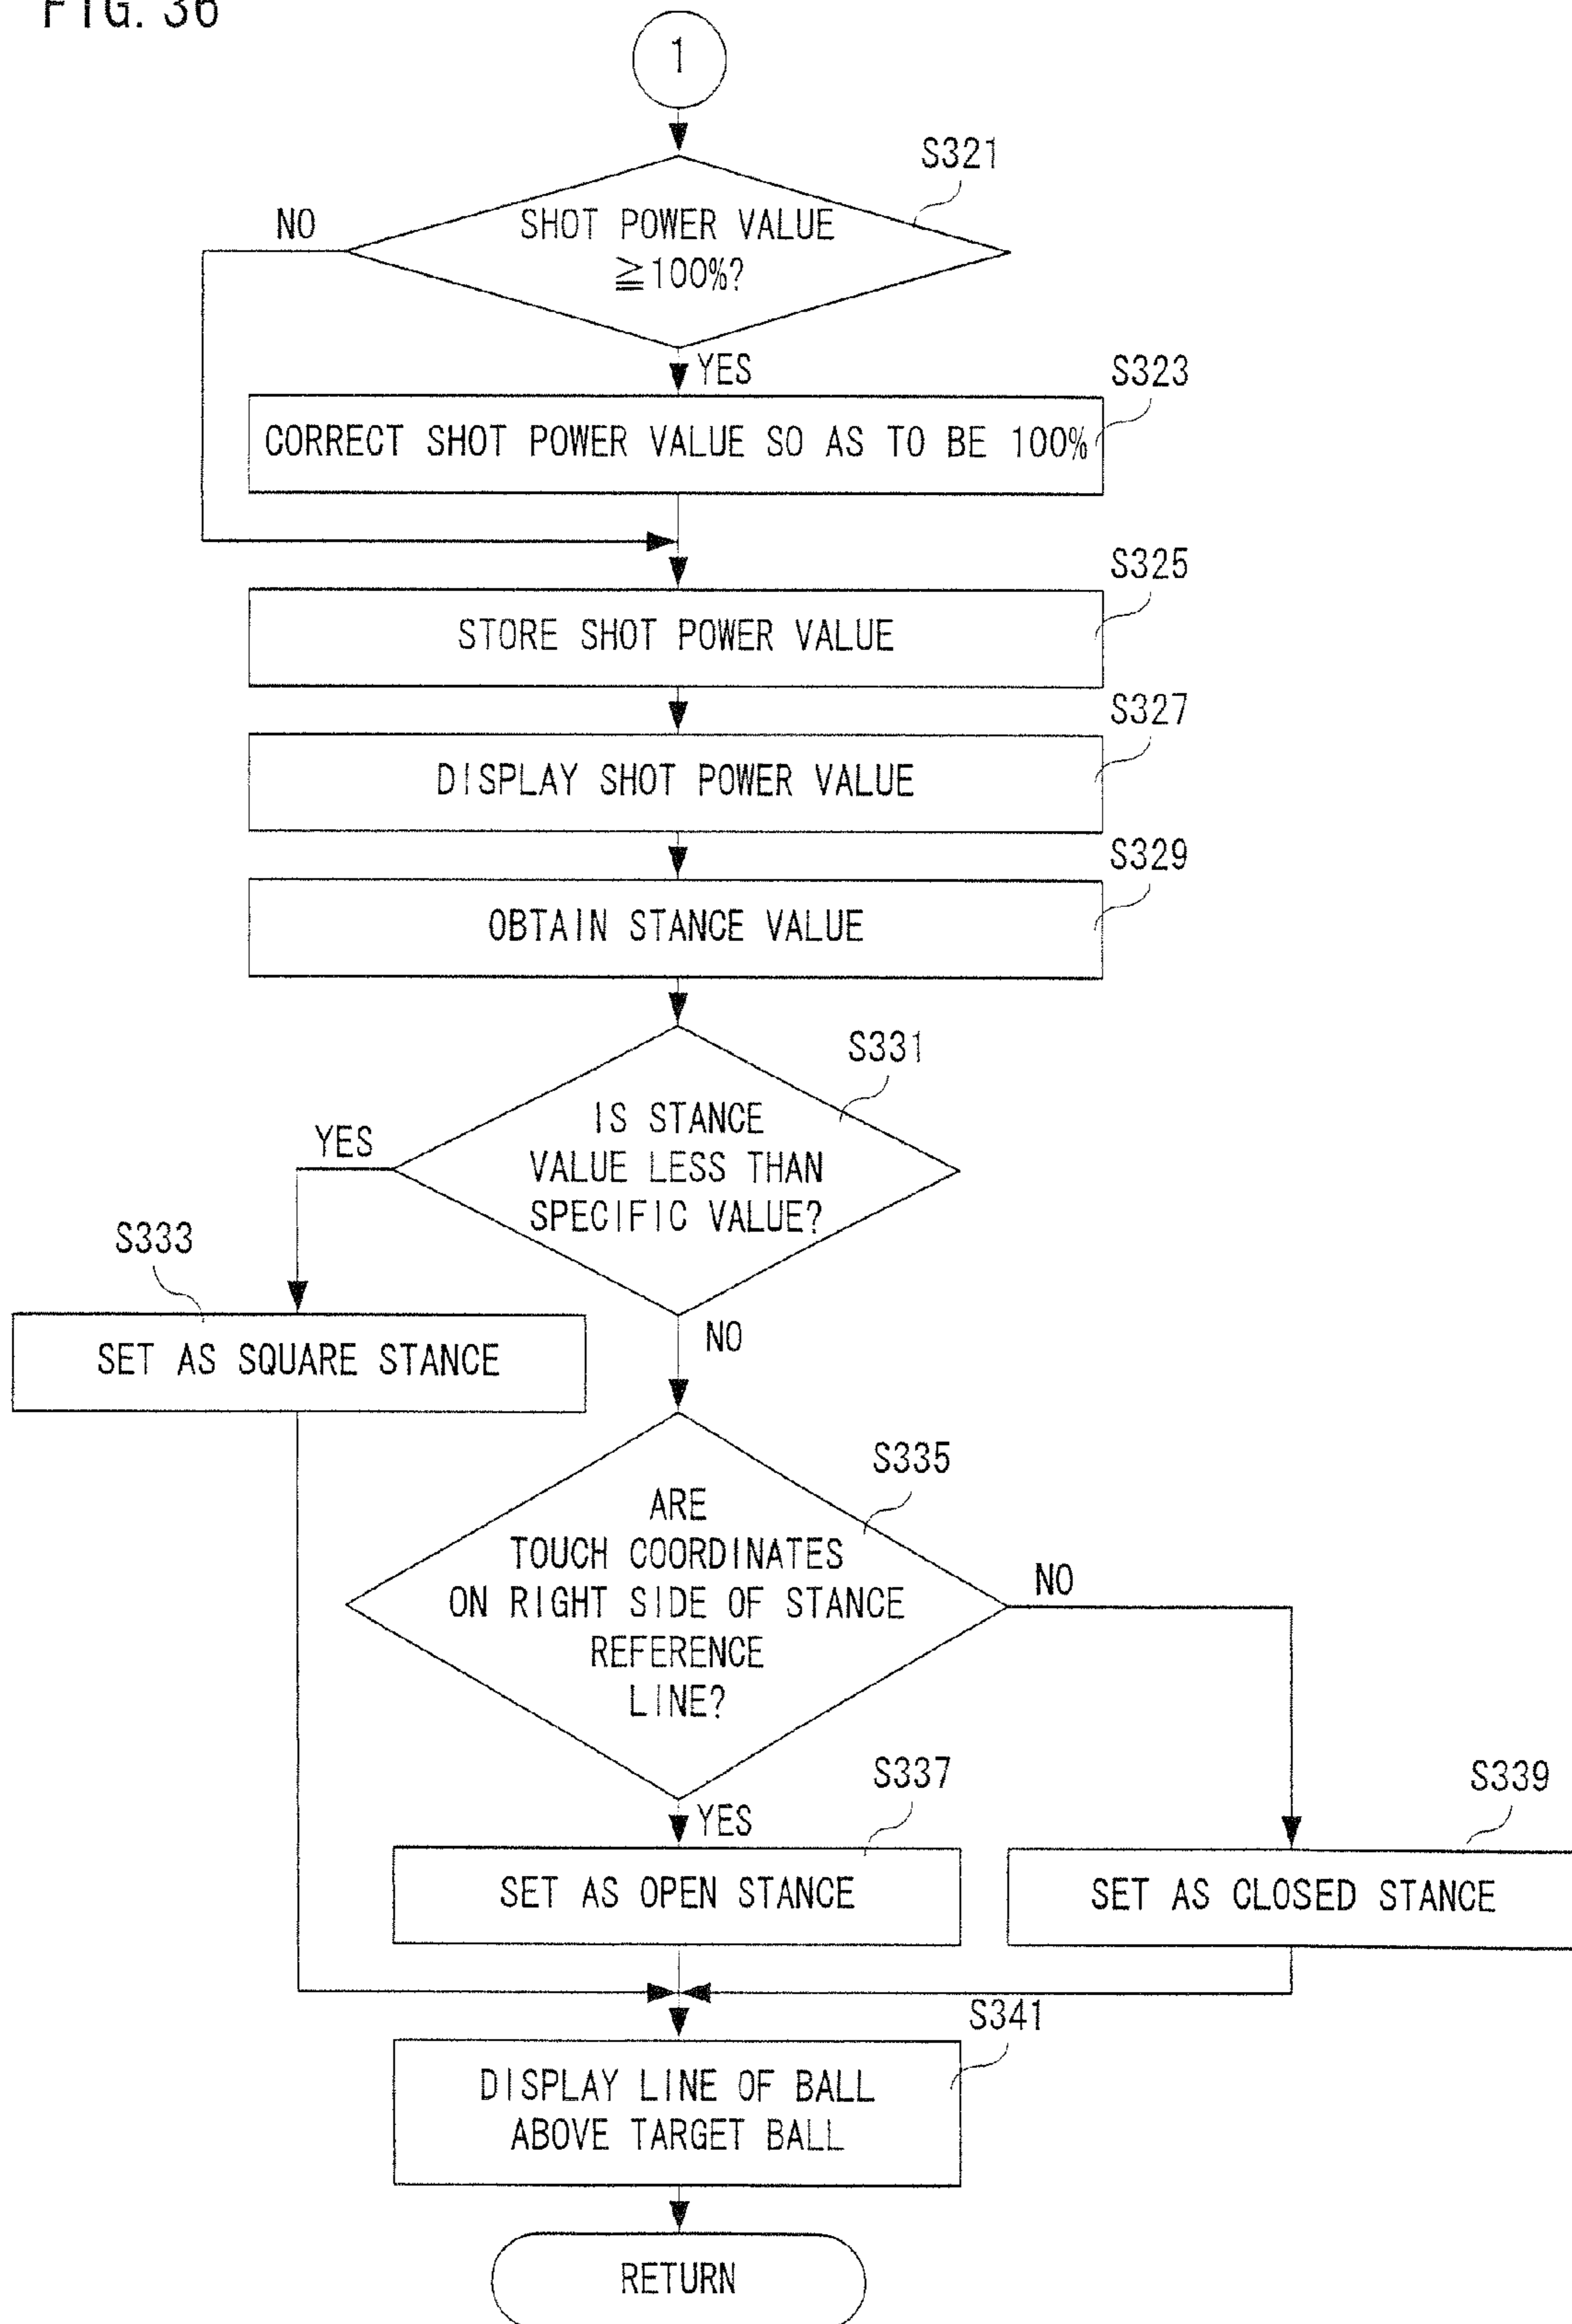 FIG. 36
1
S321
NO
SHOT POWER VALUE
≧100%?
YES
S323
CORRECT SHOT POWER VALUE SO AS TO BE 100%
S325
STORE SHOT POWER VALUE
S327
DISPLAY SHOT POWER VALUE
S329
OBTAIN STANCE VALUE
S331
IS STANCE
VALUE LESS THAN
SPECIFIC VALUE?
YES
S333
NO
SET AS SQUARE STANCE
S335
ARE
TOUCH COORDINATES
ON RIGHT SIDE OF STANCE
REFERENCE
LINE?
NO
S337
S339
YES
SET AS OPEN STANCE
SET AS CLOSED STANCE
S341
DISPLAY LINE OF BALL
ABOVE TARGET BALL
RETURN